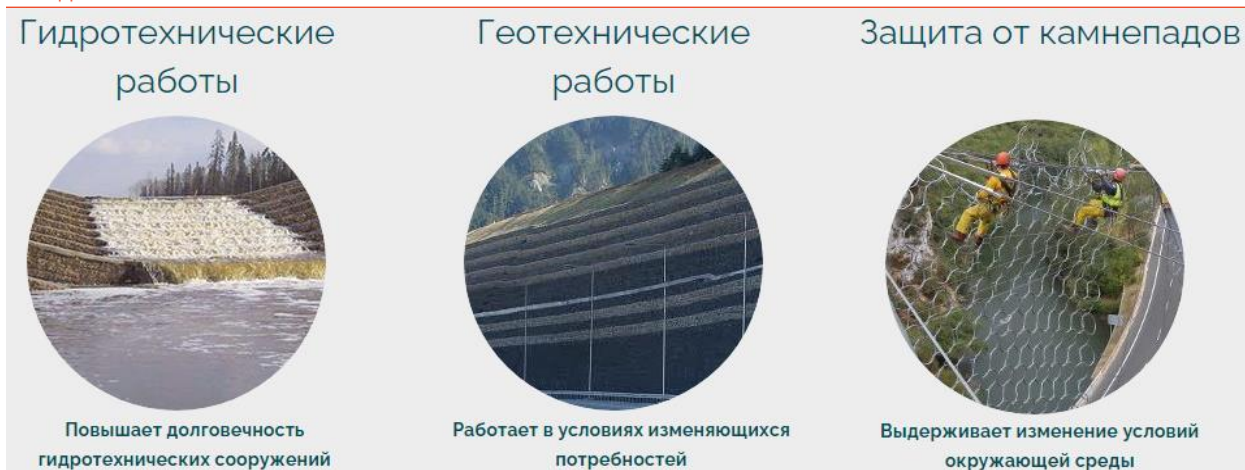 Гидротехнические
работы
Геотехнические
работы
Защита от камнепадов
Повышает долговечность
гидротехнических сооружений
Работает в условиях изменяющихся
потребностей
Выдерживает изменение условий
окружающей среды